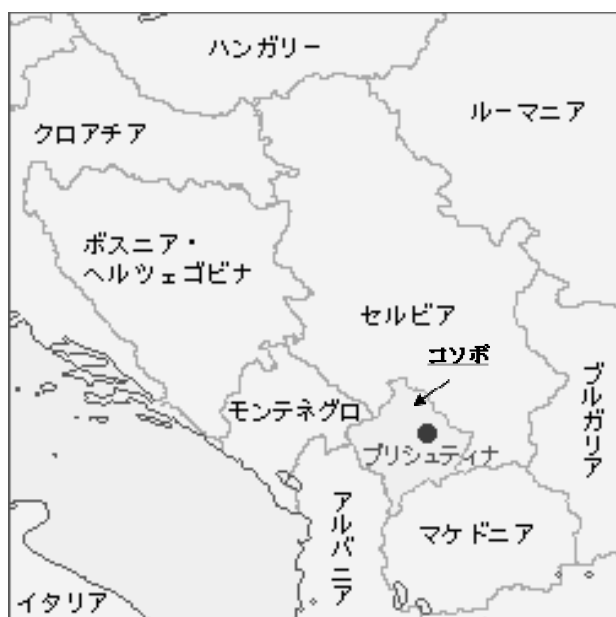 ハンガリー
ルーマニア
クロアチア
ボスニア・
ヘルツェゴビナ
セルビア
コソボ
ブルガリア
モンテネグロ
プリシュティナ
アルバニア
マケドニア
イタリア